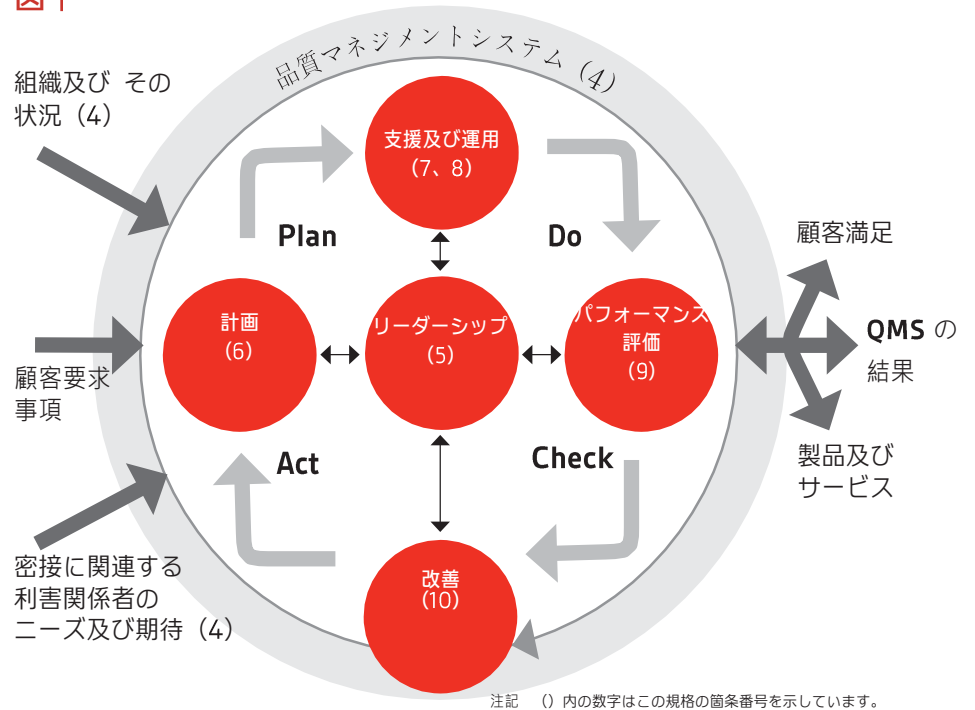 図1
品質マネジメントシステム (4)
組織及び その
状況（4）
支援及び運用
（7、8）
Plan
Do
顧客満足
計画
（6）
リーダーシップ
（5）
パフォーマンス
評価
（9）
QMS の
結果
顧客要求
事項
Act
Check
製品及び
サービス
密接に関連する
利害関係者の
ニーズ及び期待（4）
改善
（10）
注記 （）内の数字はこの規格の箇条番号を示しています。